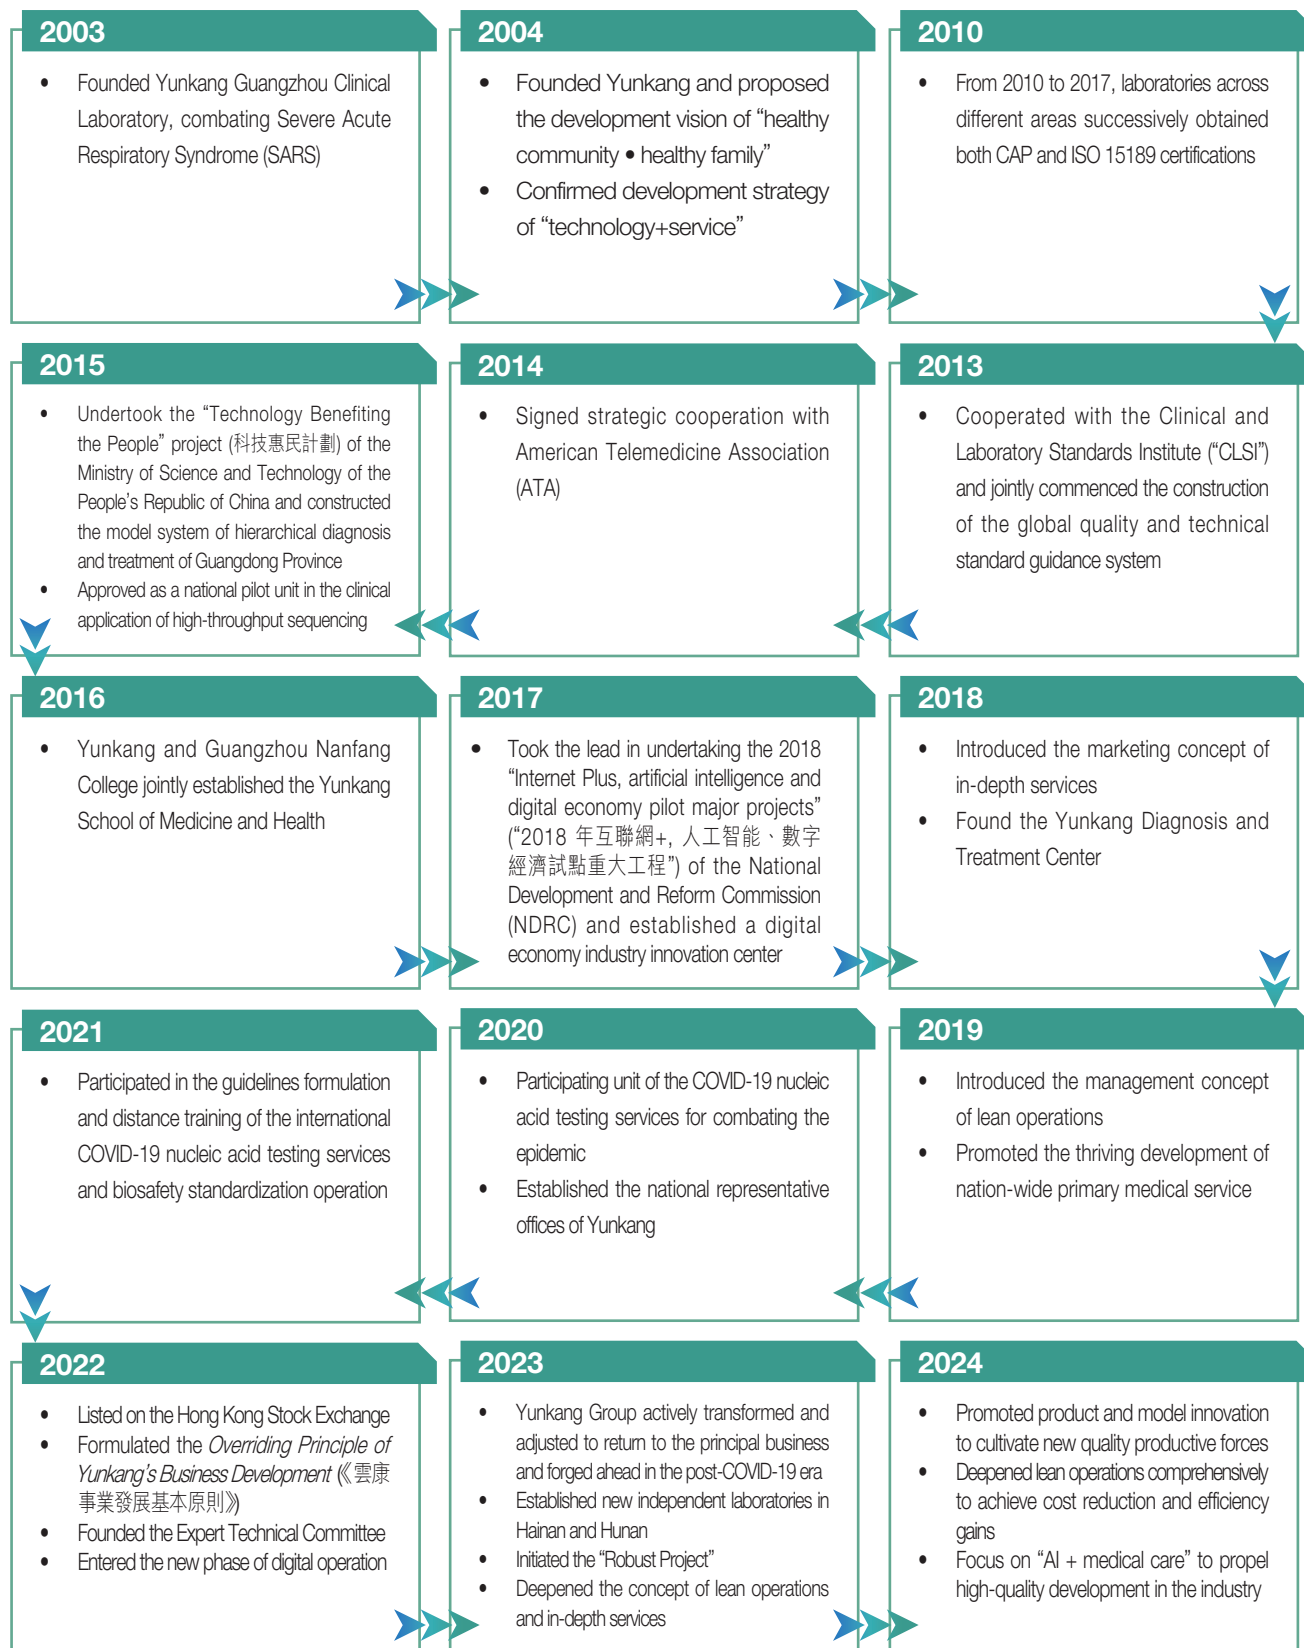 2003
• Founded Yunkang Guangzhou Clinical
Laboratory, combating Severe Acute
Respiratory Syndrome (SARS)
2004
• Founded Yunkang and proposed
the development vision of “healthy
community • healthy family”
• Confirmed development strategy
of “technology+service”
2010
• From 2010 to 2017, laboratories across
different areas successively obtained
both CAP and ISO 15189 certifications
2013
• Cooperated with the Clinical and
Laboratory Standards Institute (“CLSI”)
and jointly commenced the construction
of the global quality and technical
standard guidance system
2014
• Signed strategic cooperation with
American Telemedicine Association
(ATA)
2015
• Undertook the “Technology Benefiting
the People” project (科技惠民計劃) of the
Ministry of Science and Technology of the
People’s Republic of China and constructed
the model system of hierarchical diagnosis
and treatment of Guangdong Province
• Approved as a national pilot unit in the clinical
application of high-throughput sequencing
2016
• Yunkang and Guangzhou Nanfang
College jointly established the Yunkang
School of Medicine and Health
2017
• Took the lead in undertaking the 2018
“Internet Plus, artificial intelligence and
digital economy pilot major projects”
(“2018 年互聯網+, 人工智能、數字
經濟試點重大工程”) of the National
Development and Reform Commission
(NDRC) and established a digital
economy industry innovation center
2018
• Introduced the marketing concept of
in-depth services
• Found the Yunkang Diagnosis and
Treatment Center
2019
• Introduced the management concept
of lean operations
• Promoted the thriving development of
nation-wide primary medical service
2020
• Participating unit of the COVID-19 nucleic
acid testing services for combating the
epidemic
• Established the national representative
offices of Yunkang
2021
• Participated in the guidelines formulation
and distance training of the international
COVID-19 nucleic acid testing services
and biosafety standardization operation
2022
• Listed on the Hong Kong Stock Exchange
• Formulated the Overriding Principle of
Yunkang’s Business Development (《雲康
事業發展基本原則》)
• Founded the Expert Technical Committee
• Entered the new phase of digital operation
2023
• Yunkang Group actively transformed and
adjusted to return to the principal business
and forged ahead in the post-COVID-19 era
• Established new independent laboratories in
Hainan and Hunan
• Initiated the “Robust Project”
• Deepened the concept of lean operations
and in-depth services
2024
• Promoted product and model innovation
to cultivate new quality productive forces
• Deepened lean operations comprehensively
to achieve cost reduction and efficiency
gains
• Focus on “AI + medical care” to propel
high-quality development in the industry